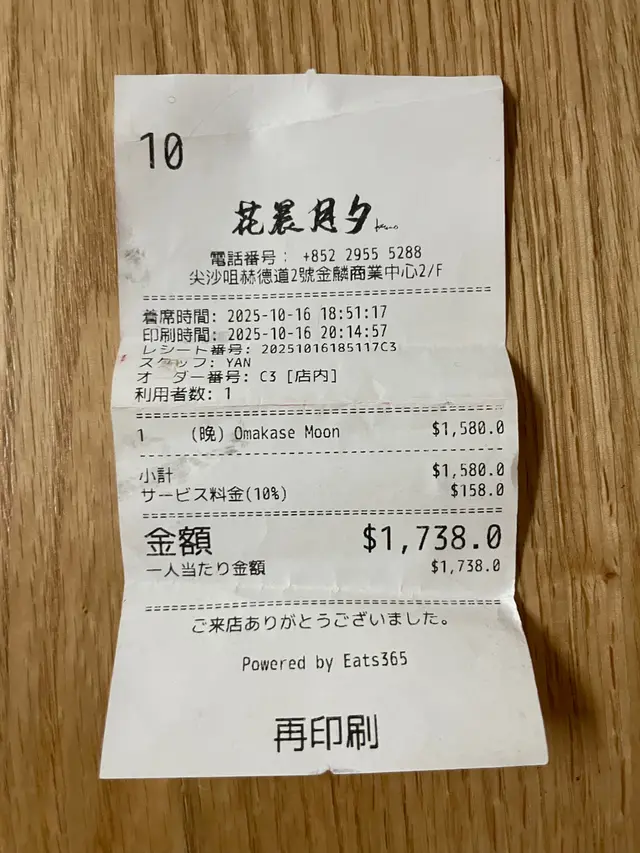 10
花晨月夕
電話番号: +852 2955 5288
尖沙咀赫德道2號金麟商業中心2/F
着席時間: 2025-10-16 18:51:17
印刷時間: 2025-10-16 20:14:57
レシート番号: 20251016185117C3
スタッフ: YAN
オーダー番号: C3 [店内]
利用者数: 1
1 (晚) Omakase Moon $1,580.0
小計 $1,580.0
サービス料金(10%) $158.0
金額 $1,738.0
一人当たり金額 $1,738.0
ご来店ありがとうございました。
Powered by Eats365
再印刷